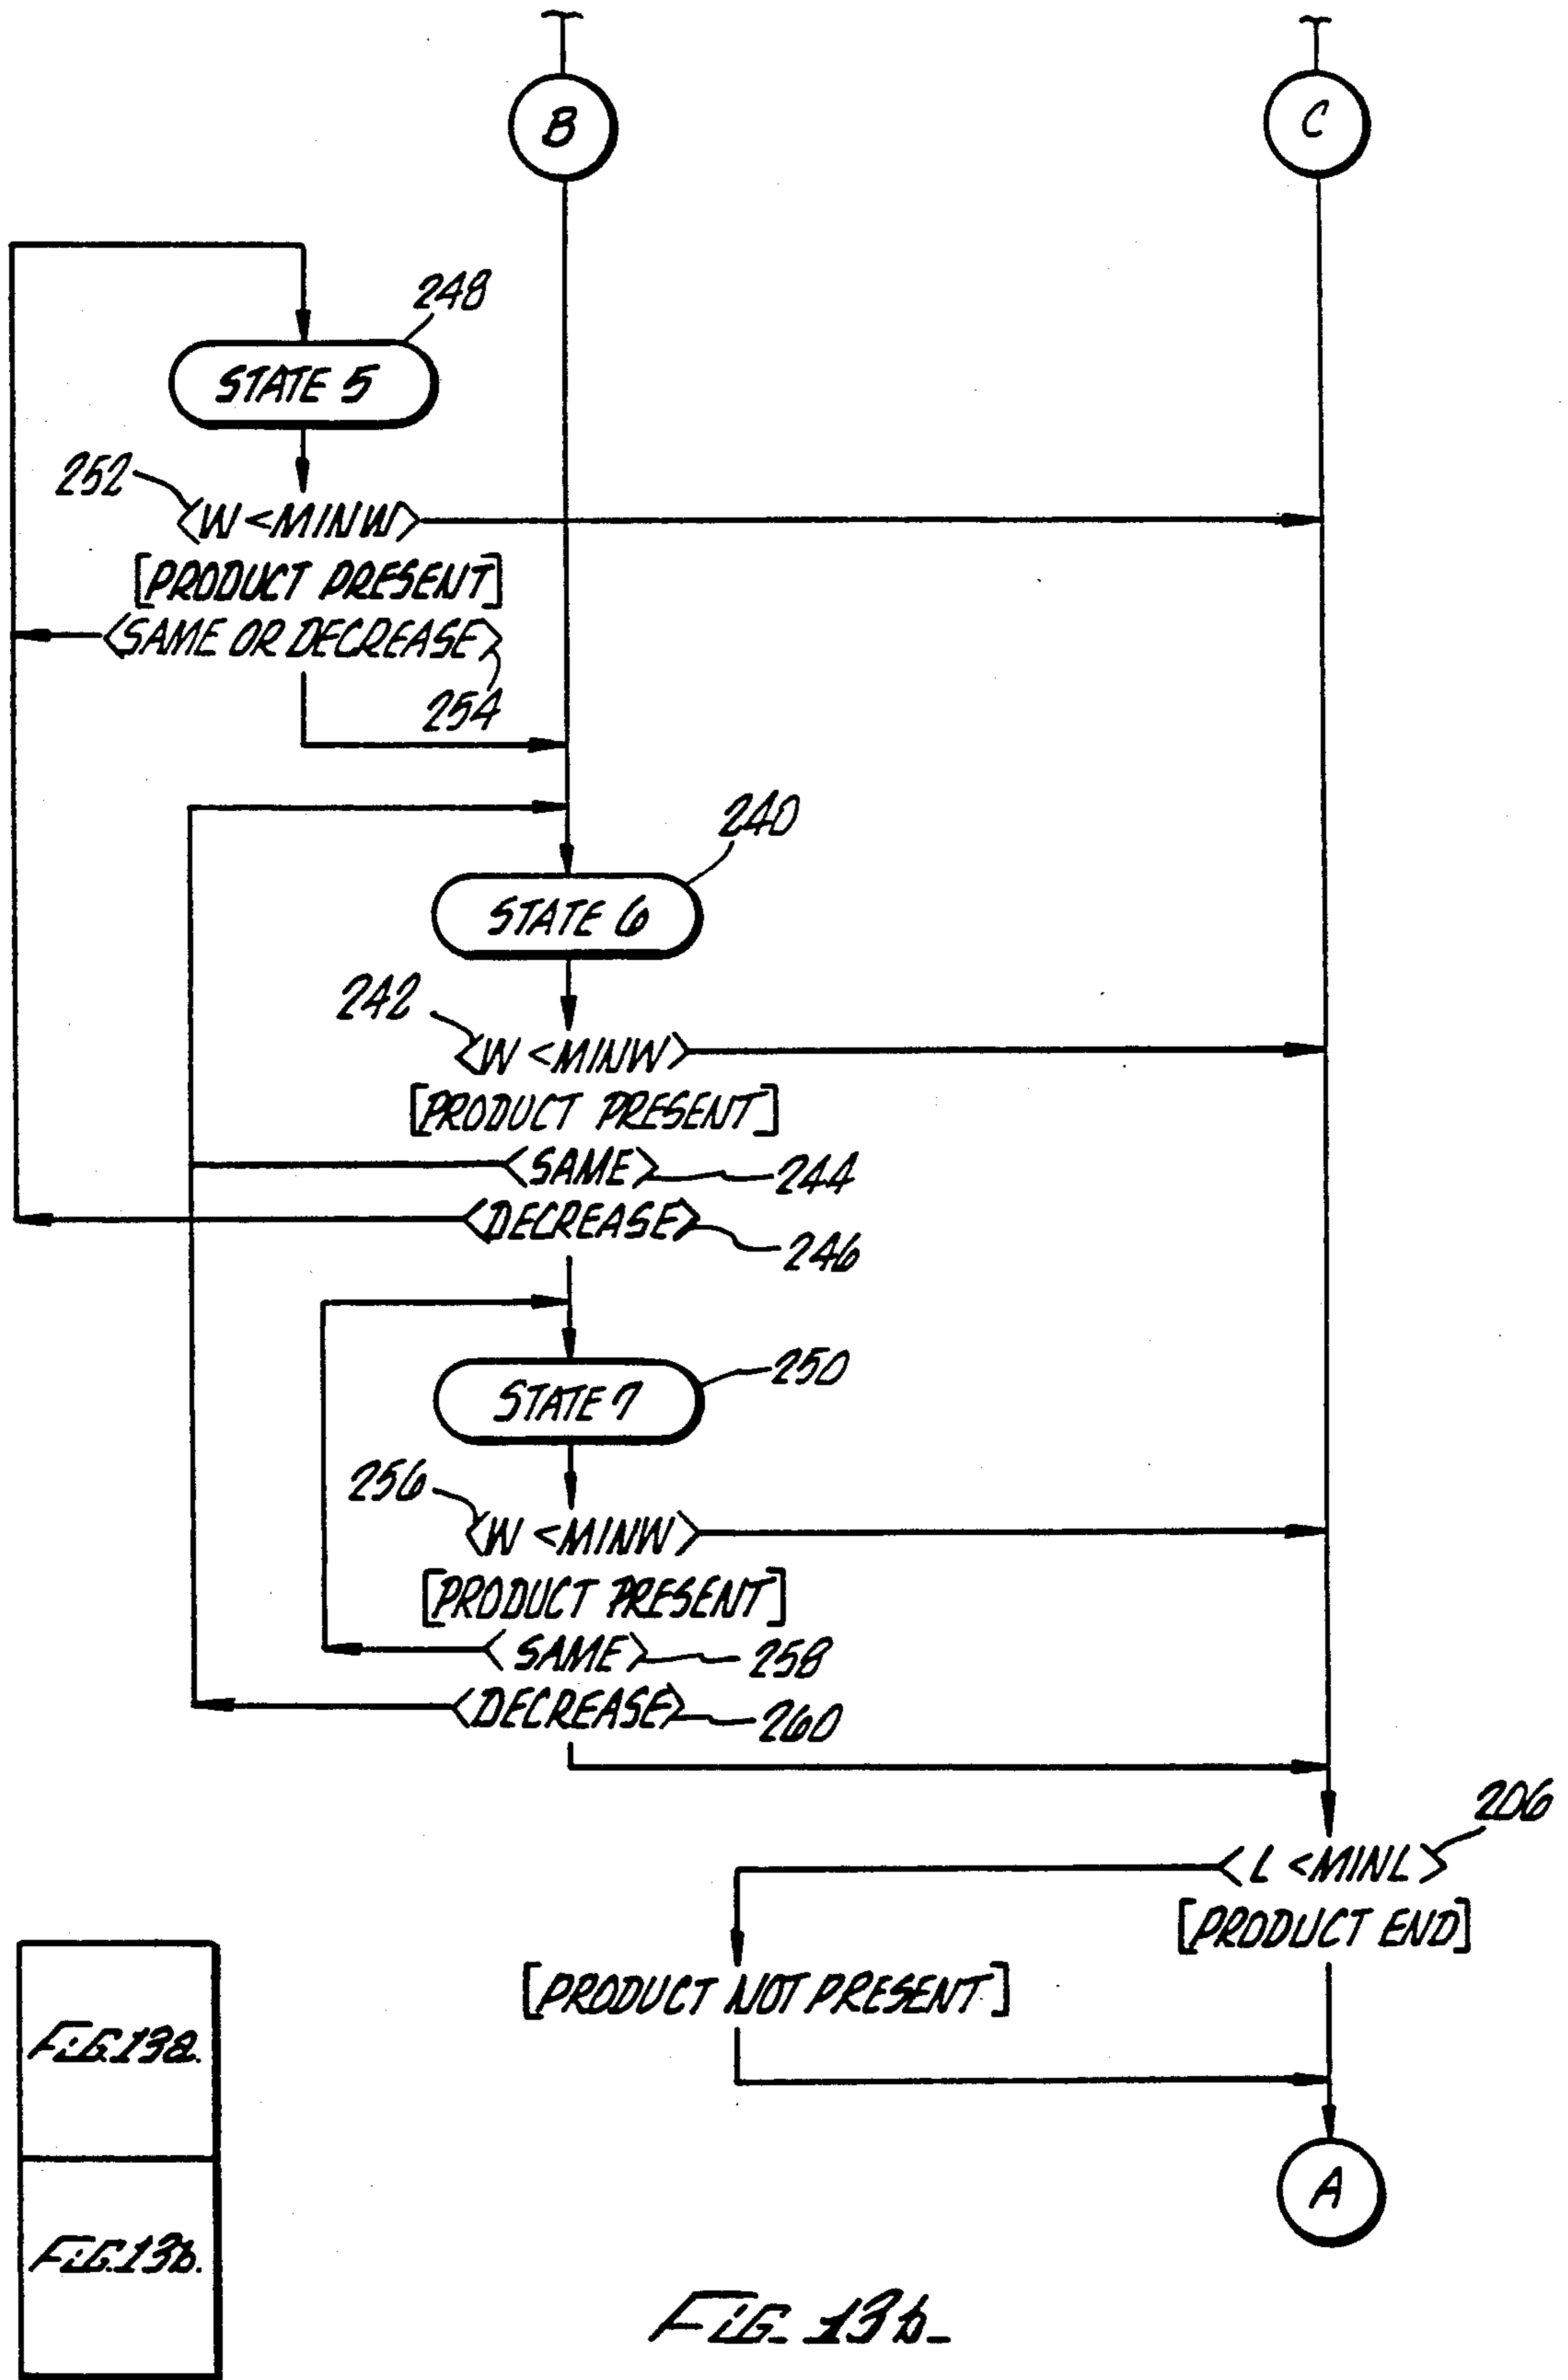 B
C
248
STATE 5
252
<W <MINW>
[PRODUCT PRESENT]
<SAME OR DECREASE>
254
240
STATE 6
242
<W <MINW>
[PRODUCT PRESENT]
<SAME>
244
<DECREASE>
246
250
STATE 7
256
<W <MINW>
[PRODUCT PRESENT]
<SAME>
258
<DECREASE>
260
206
<L <MINL>
[PRODUCT END]
[PRODUCT NOT PRESENT]
A
FIG.13a.
FIG.13b.
FIG. 13b.